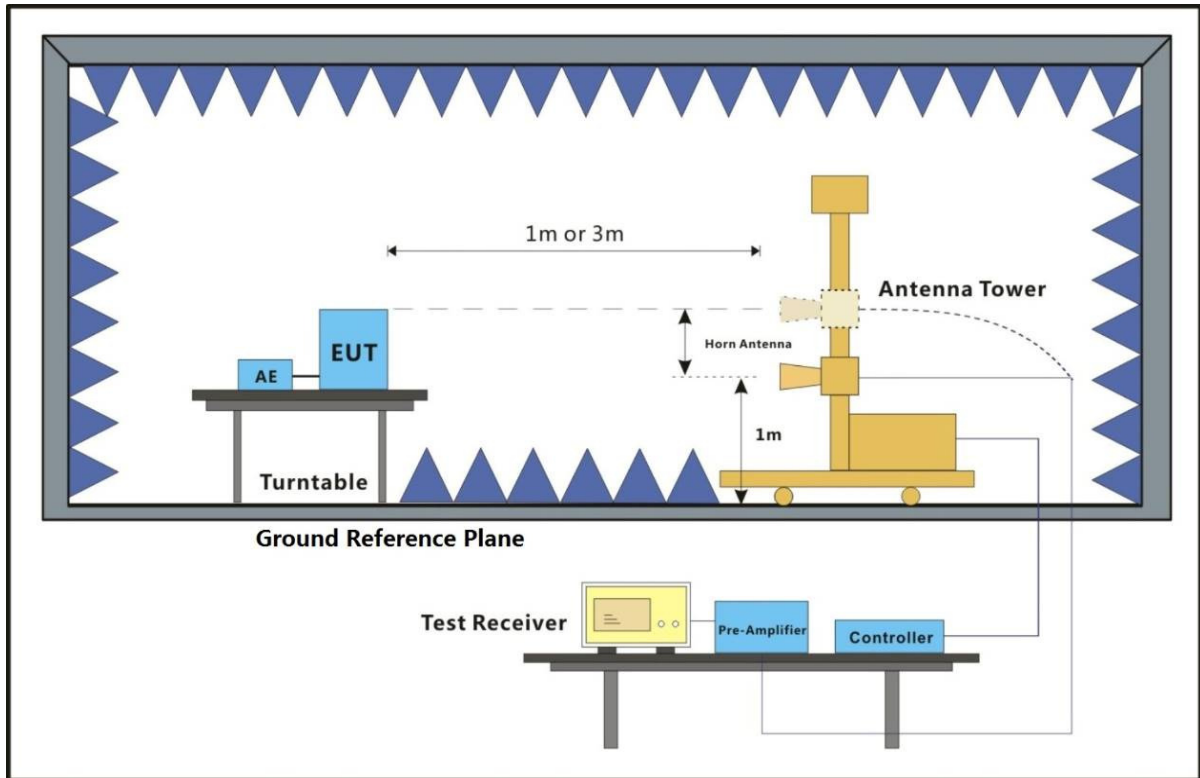 1m or 3m
Antenna Tower
Horn Antenna
EUT
AE
1m
Turntable
Ground Reference Plane
Test Receiver
Pre-Amplifier
Controller